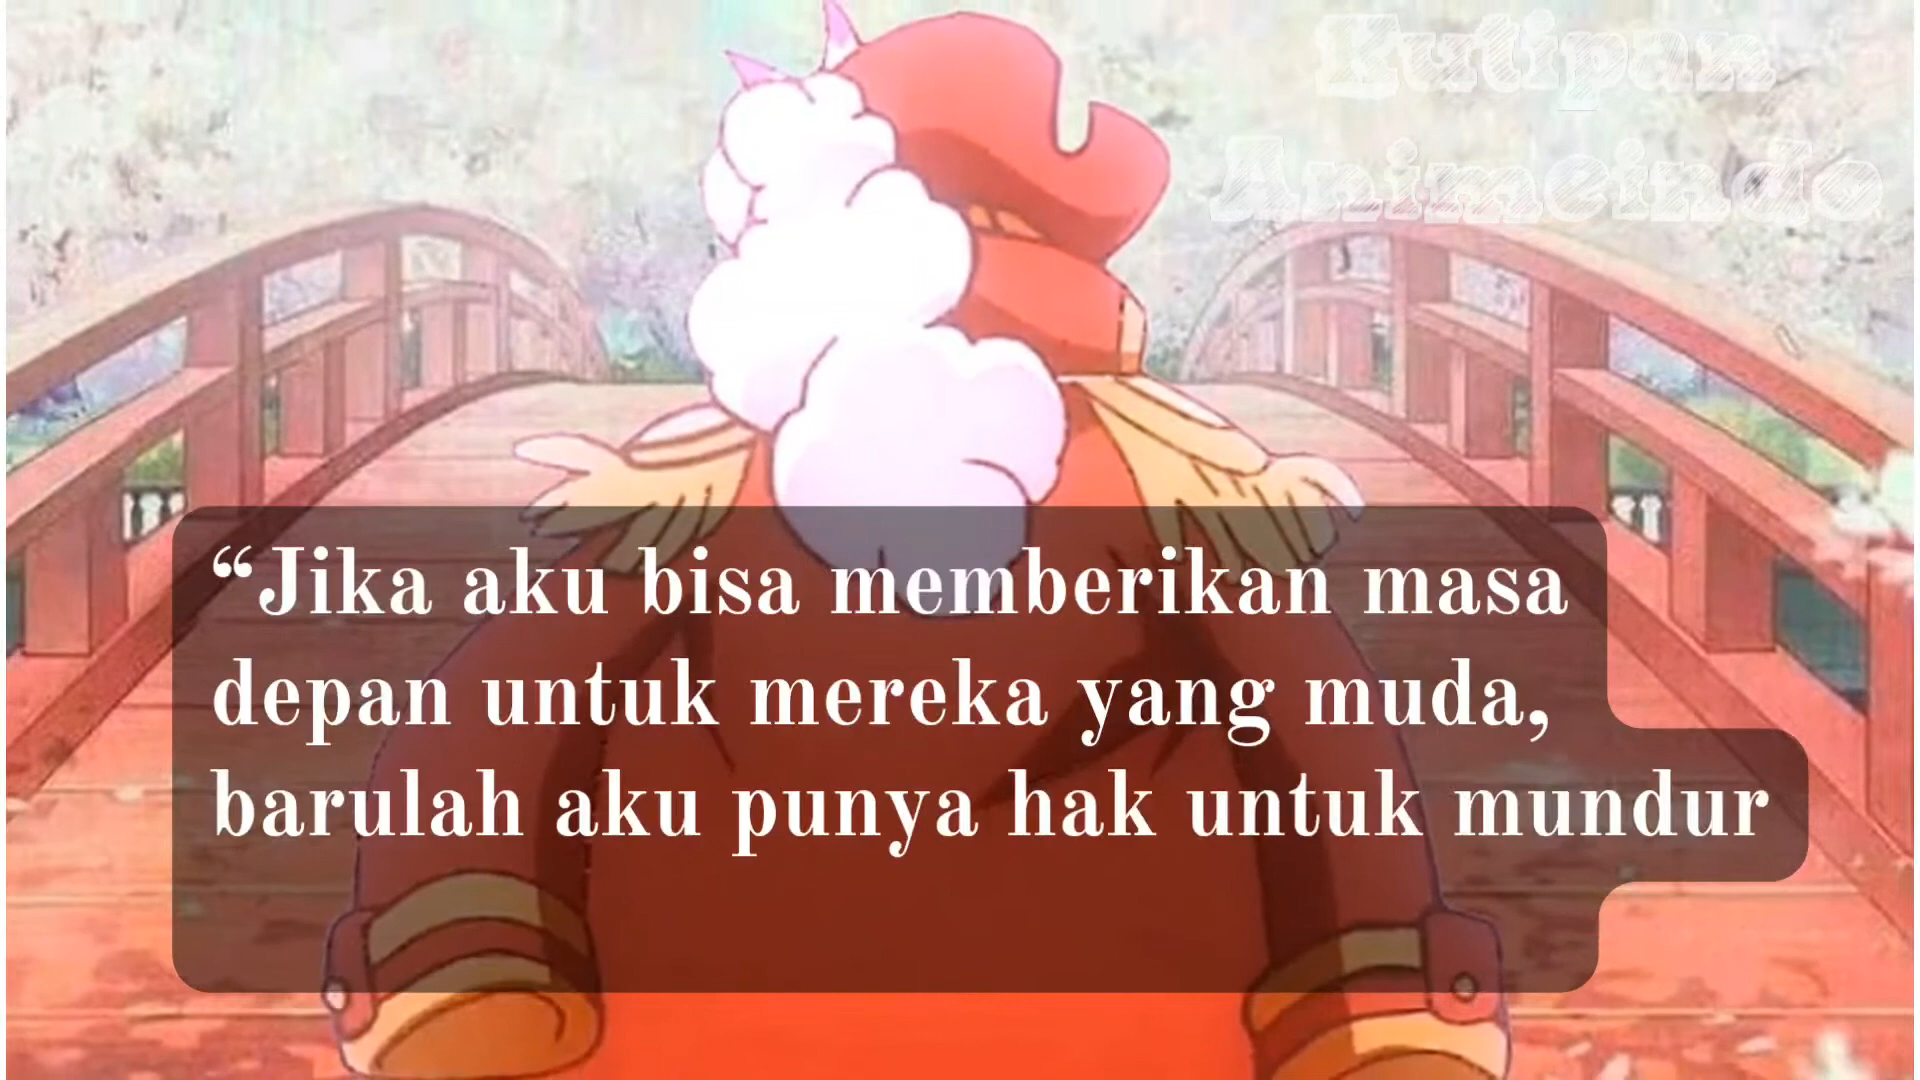 Kutipan
Animeindo
“Jika aku bisa memberikan masa
depan untuk mereka yang muda,
barulah aku punya hak untuk mundur